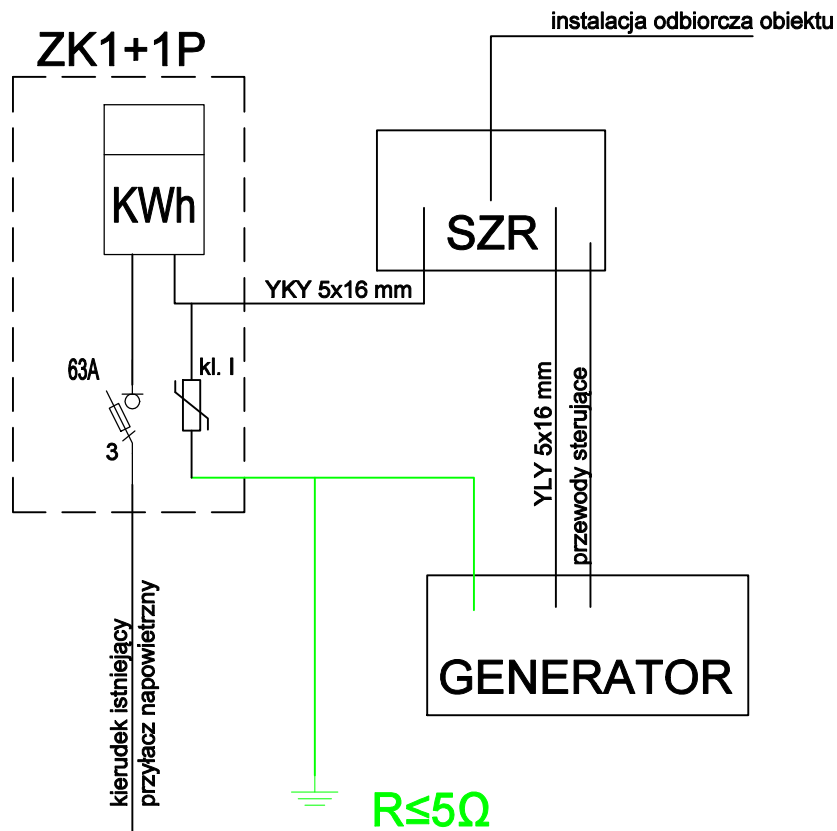 instalacja odbiorcza obiektu
ZK1+1P
KWh
SZR
YKY 5x16 mm
63A
kl. I
3
YLY 5x16 mm
przewody sterujące
GENERATOR
kierudek istniejący
przyłacz napowietrzny
R≤5Ω